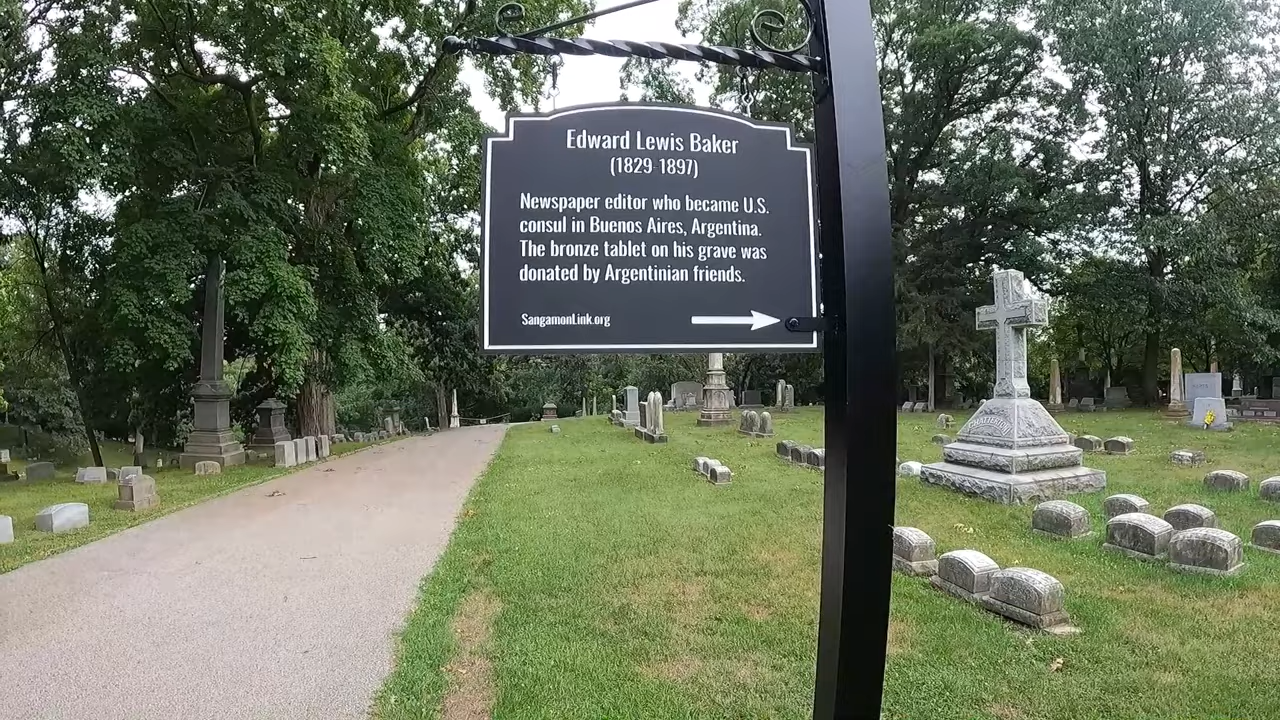 Edward Lewis Baker
(1829-1897)
Newspaper editor who became U.S.
consul in Buenos Aires, Argentina.
The bronze tablet on his grave was
donated by Argentinian friends.
SangamonLink.org